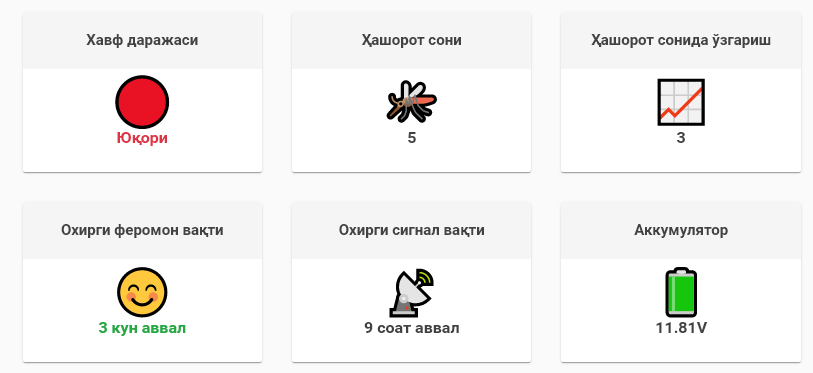 Хавф даражаси
Ҳашорот сони
Ҳашорот сонида ўзгариш
Юқори
5
3
Охирги феромон вақти
Охирги сигнал вақти
Аккумулятор
3 кун аввал
9 соат аввал
11.81V